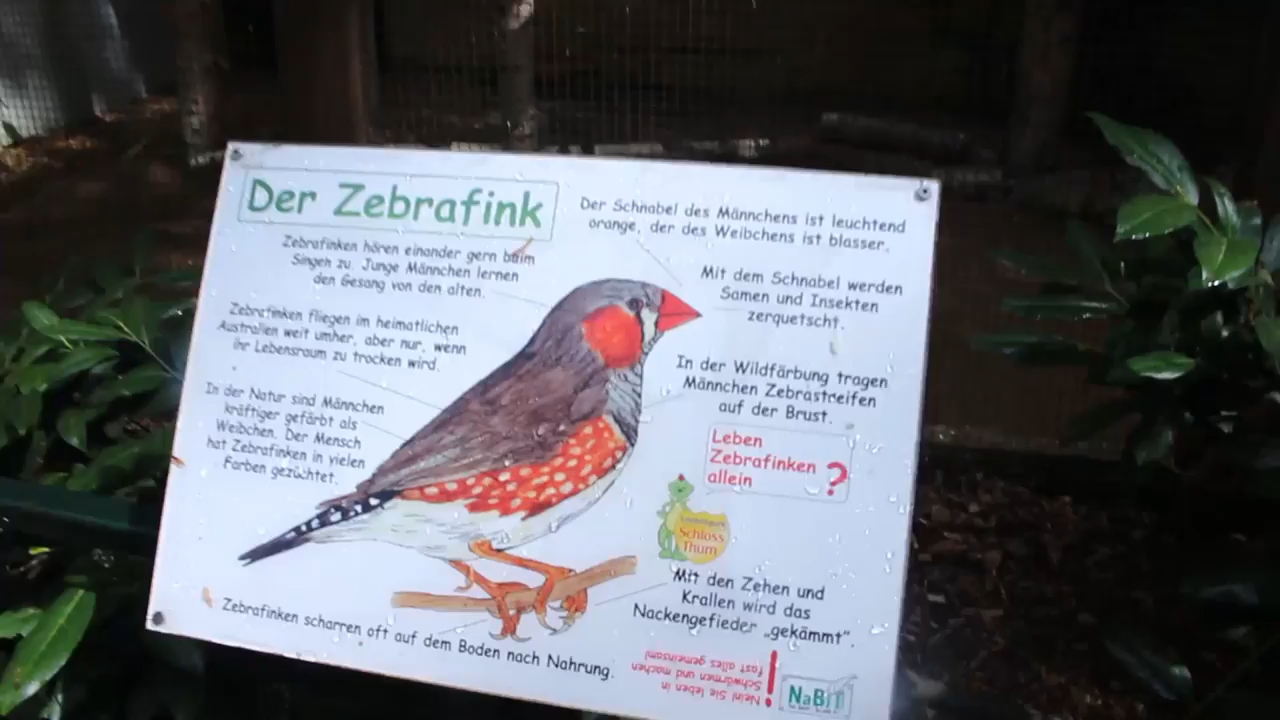 Der Zebrafink
Zebrafinken hören einander gern beim
Singen zu. Junge Männchen lernen
den Gesang von den alten.
Der Schnabel des Männchens ist leuchtend
orange, der des Weibchens ist blasser.
Mit dem Schnabel werden
Samen und Insekten
zerquetscht.
Zebrafinken fliegen im heimatlichen
Australien weit umher, aber nur, wenn
ihr Lebensraum zu trocken wird.
In der Wildfärbung tragen
Männchen Zebrastreifen
auf der Brust.
In der Natur sind Männchen
kräftiger gefärbt als
Weibchen. Der Mensch
hat Zebrafinken in vielen
Farben gezüchtet.
Leben
Zebrafinken
allein
?
Schloss
Thum
Mit den Zehen und
Krallen wird das
Nackengefieder „gekämmt“.
Zebrafinken scharren oft auf dem Boden nach Nahrung.
Nein! Sie leben in
Schwärmen und machen
fast alles gemeinsam!
!